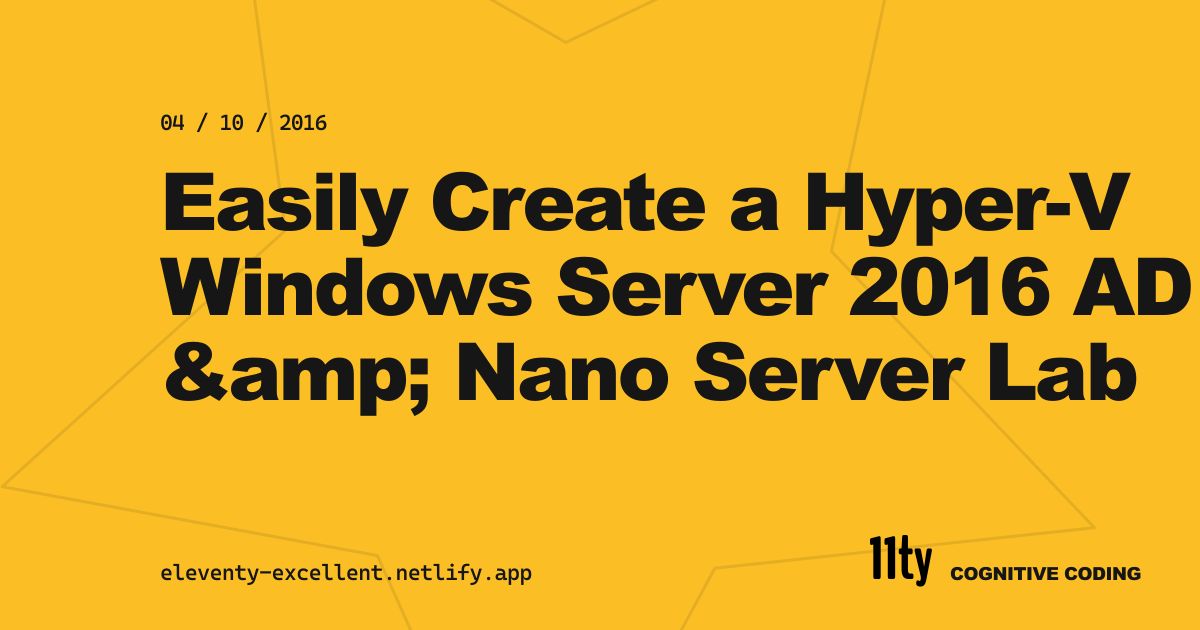 04 / 10 / 2016
Easily Create a Hyper-V
Windows Server 2016 AD
&amp; Nano Server Lab
eleventy-excellent.netlify.app
11ty COGNITIVE CODING